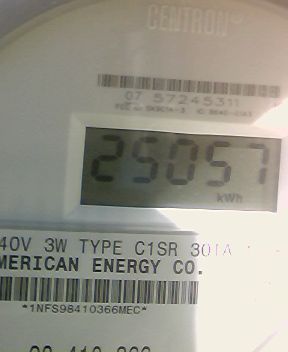 CENTRON
07 57245311
25057
kWh
40V 3W TYPE C1SR 30TA
MERICAN ENERGY CO.
*1NFS98410366MEC*